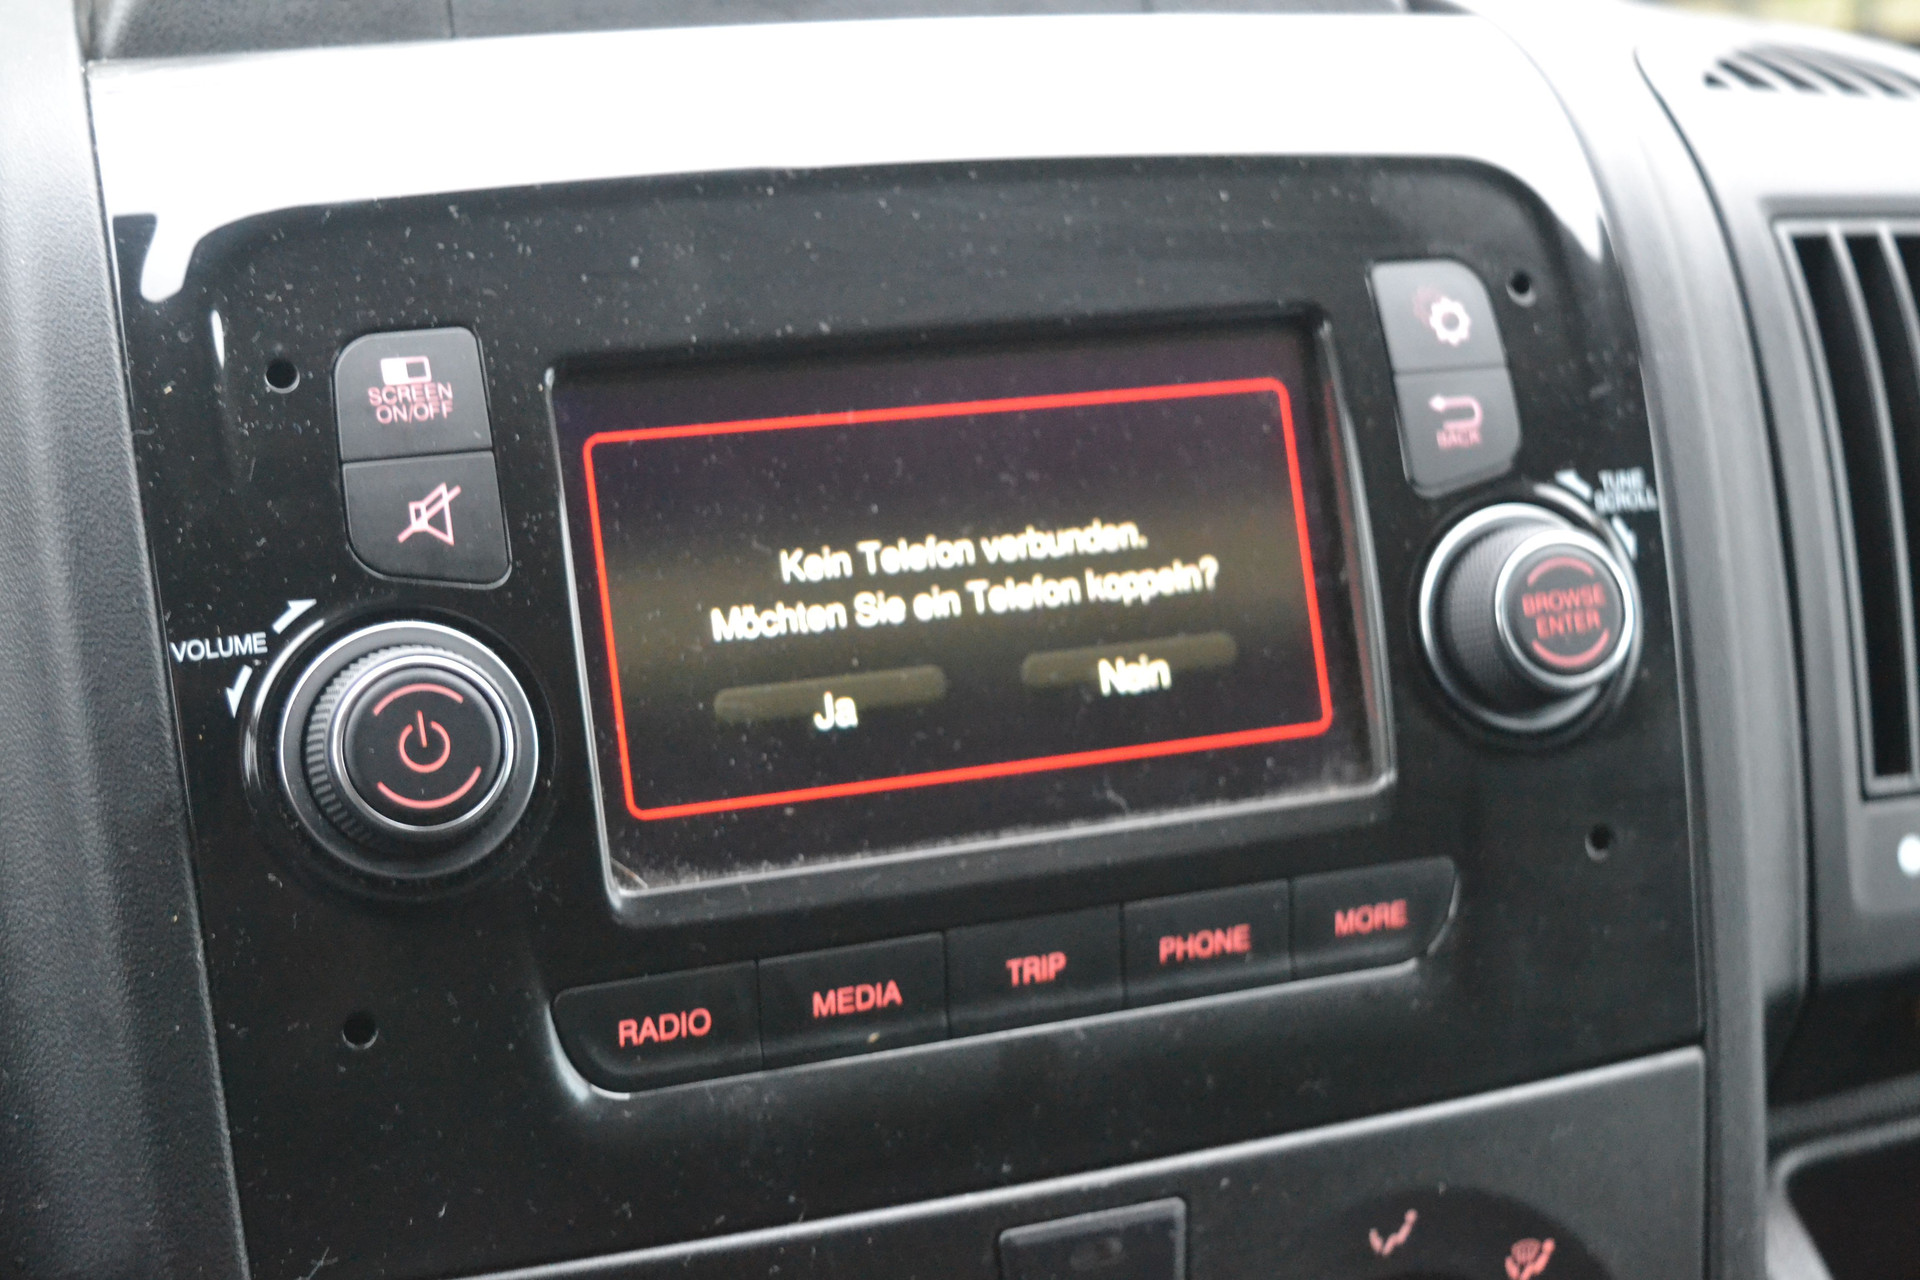 SCREEN
ON/OFF
VOLUME
Kein Telefon verbunden.
Möchten Sie ein Telefon koppeln?
Ja
Nein
BACK
TUNE
SCROLL
BROWSE
ENTER
RADIO
MEDIA
TRIP
PHONE
MORE